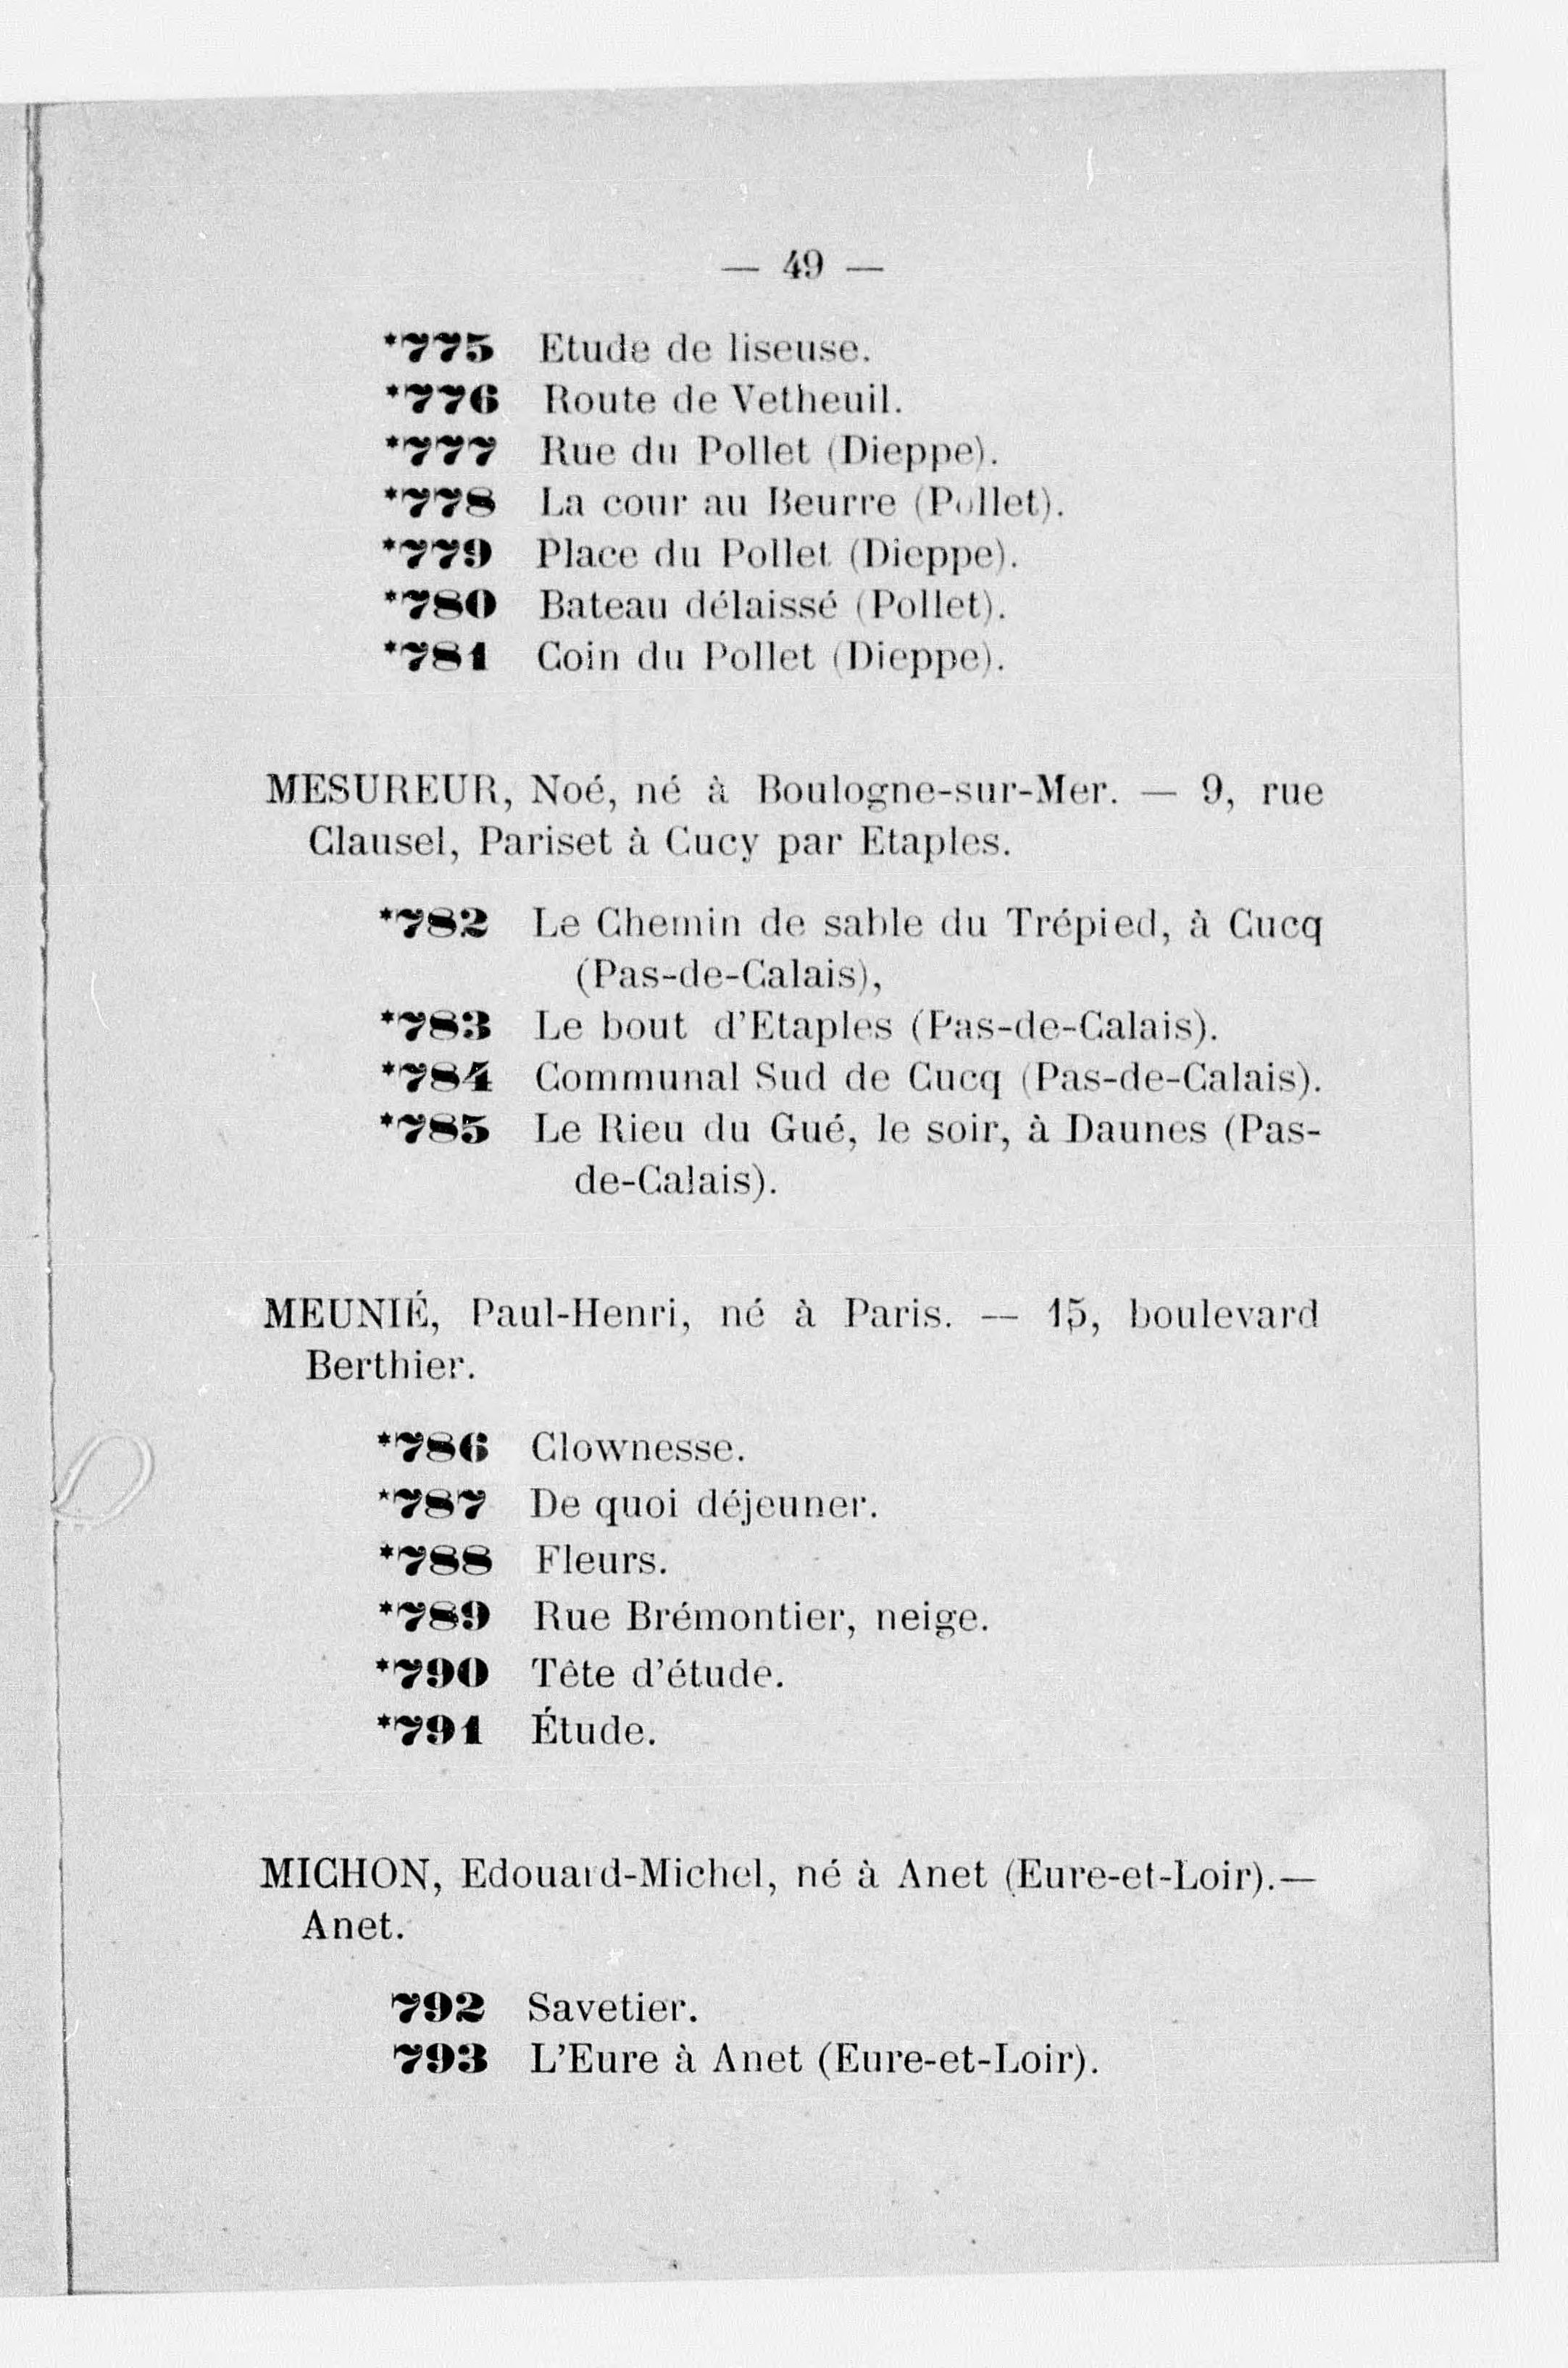 — 49 —
*775 Etude de liseuse.
*776 Route de Vetheuil.
*777 Rue du Pollet (Dieppe).
*778 La cour au Beurre (Pollet).
*779 Place du Pollet (Dieppe).
*780 Bateau délaissé (Pollet).
*781 Coin du Pollet (Dieppe).
MESUREUR, Noé, né à Boulogne-sur-Mer. — 9, rue
Clausel, Pariset à Cucy par Etaples.
*782 Le Chemin de sable du Trépied, à Cucq
(Pas-de-Calais),
*783 Le bout d'Etaples (Pas-de-Calais).
*784 Communal Sud de Cucq (Pas-de-Calais).
*785 Le Rieu du Gué, le soir, à Daunes (Pas-
de-Calais).
MEUNIÉ, Paul-Henri, né à Paris. — 15, boulevard
Berthier.
*786 Clownesse.
*787 De quoi déjeuner.
*788 Fleurs.
*789 Rue Brémontier, neige.
*790 Tête d'étude.
*791 Étude.
MICHON, Edouard-Michel, né à Anet (Eure-et-Loir).—
Anet.
792 Savetier.
793 L'Eure à Anet (Eure-et-Loir).